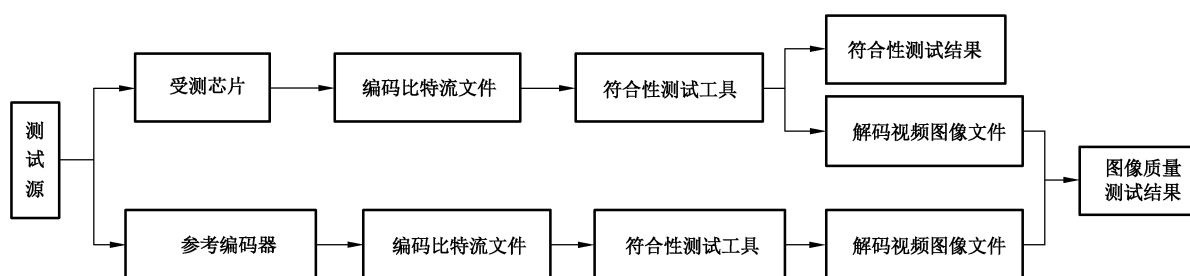 测试源
受测芯片
编码比特流文件
符合性测试工具
符合性测试结果
解码视频图像文件
参考编码器
编码比特流文件
符合性测试工具
解码视频图像文件
图像质量
测试结果